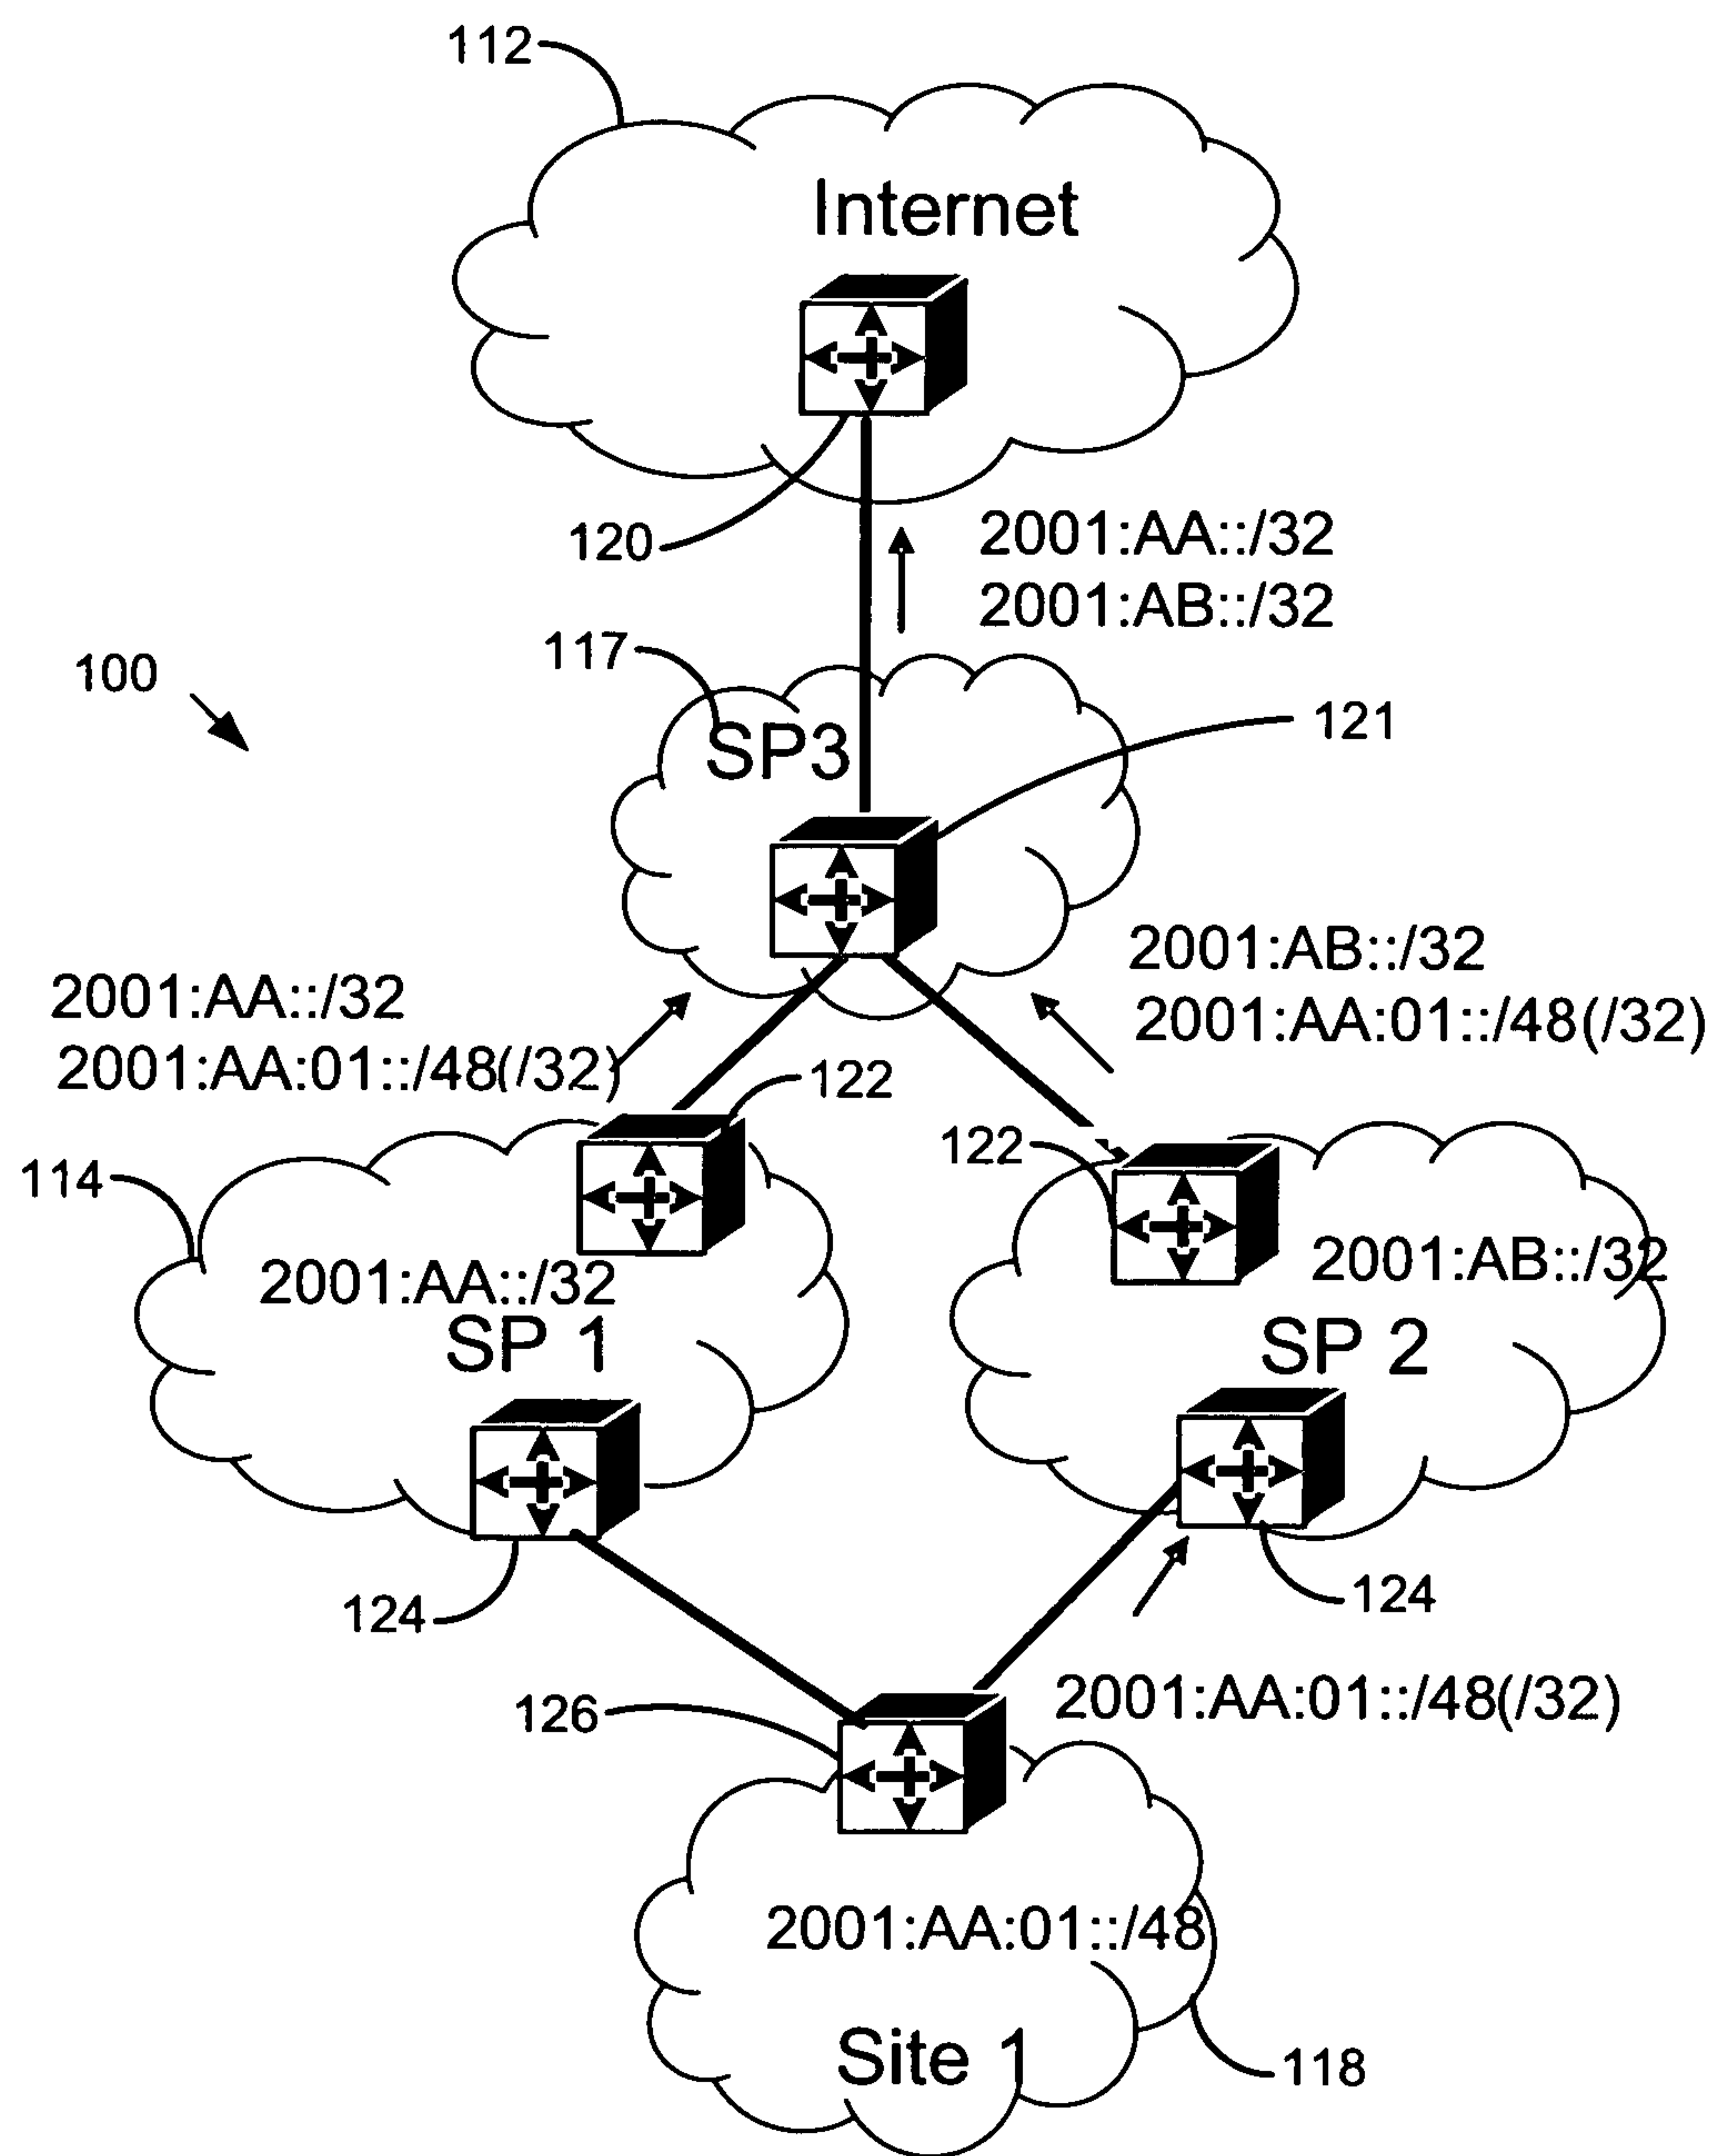 112
Internet
120
2001:AA::/32
2001:AB::/32
117
100
SP3
121
2001:AA::/32
2001:AA:01::/48(/32)
2001:AB::/32
2001:AA:01::/48(/32)
122
122
114
2001:AA::/32
SP 1
2001:AB::/32
SP 2
124
124
126
2001:AA:01::/48(/32)
2001:AA:01::/48
Site 1
118